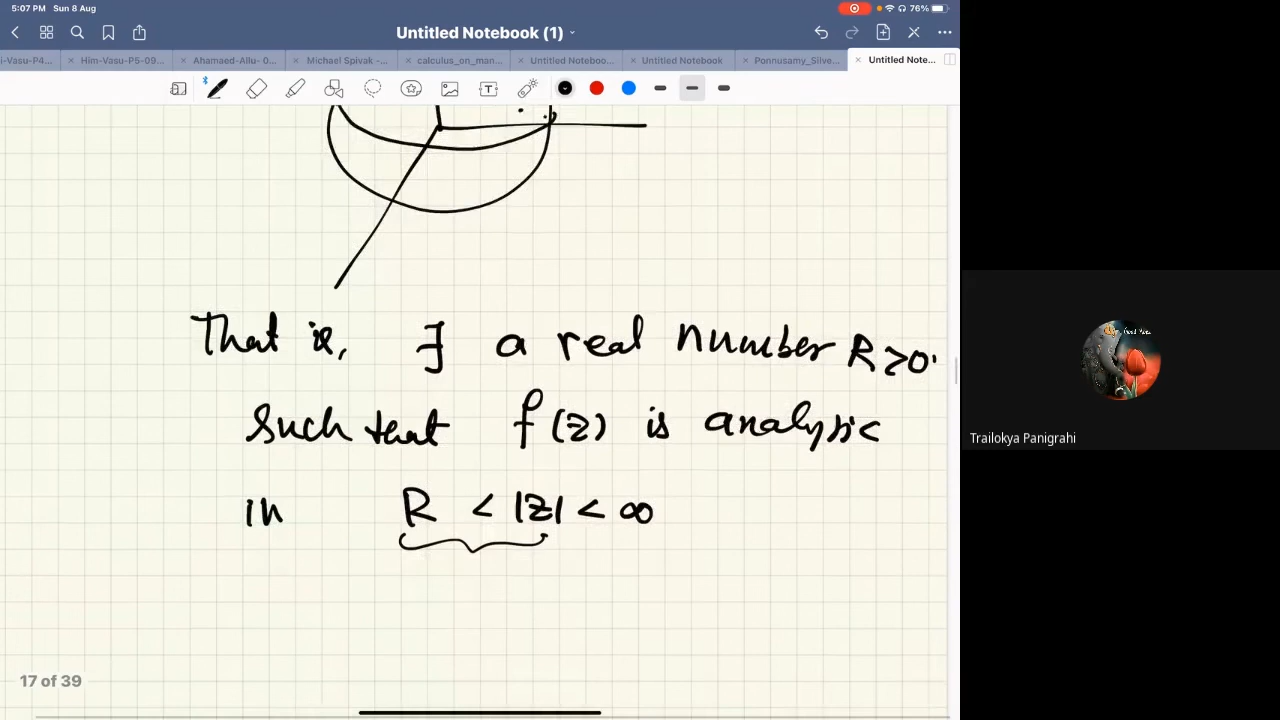 5:07 PM Sun 8 Aug
76%
Untitled Notebook (1)
i-Vasu-P4...
Him-Vasu-P5-09...
Ahamaed-Allu- 0...
Michael Spivak -...
calculus_on_man...
Untitled Noteboo...
Untitled Notebook
Ponnusamy_Silve...
Untitled Note...
That is, ∃ a real number R>0.
such that f(z) is analytic
in R < |z| < ∞
17 of 39
Trailokya Panigrahi